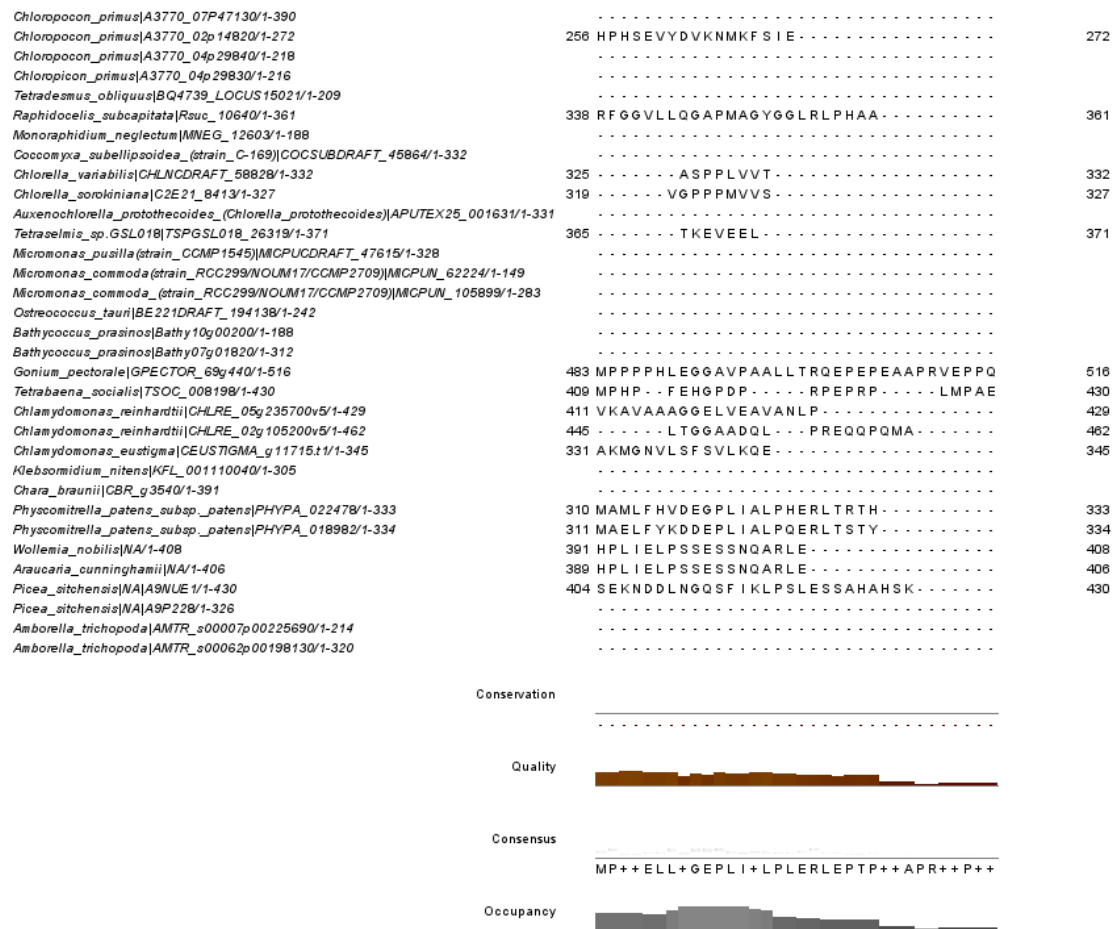 Chloropocon_primus|A3770_07P47130/1-390 ----------------------------------
Chloropocon_primus|A3770_02p14820/1-272 256 HPHSEVYDVKNMKFSIE----------------- 272
Chloropocon_primus|A3770_04p29840/1-218 ----------------------------------
Chloropicon_primus|A3770_04p29830/1-216 ----------------------------------
Tetradesmus_obliquus|BQ4739_LOCUS15021/1-209 ----------------------------------
Raphidocelis_subcapitata|Rsuc_10640/1-361 338 RFGGVLLQGAPMAGYGGLRLPHAA---------- 361
Monoraphidium_neglectum|MNEG_12603/1-188 ----------------------------------
Coccomyxa_subellipsoidea_(strain_C-169)|COCSUBDRAFT_45864/1-332 ----------------------------------
Chlorella_variabilis|CHLNCDRAFT_58828/1-332 325 -------ASPPLVVT------------------- 332
Chlorella_sorokiniana|C2E21_8413/1-327 319 ------VGPPPMVVS------------------- 327
Auxenochlorella_protothecoides_(Chlorella_protothecoides)|APUTEX25_001631/1-331 ----------------------------------
Tetraselmis_sp.GSL018|TSPGSL018_26319/1-371 365 -------TKEVEEL-------------------- 371
Micromonas_pusilla(strain_CCMP1545)|MICPUCDRAFT_47615/1-328 ----------------------------------
Micromonas_commoda(strain_RCC299/NOUM17/CCMP2709)|MICPUN_62224/1-149 ----------------------------------
Micromonas_commoda_(strain_RCC299/NOUM17/CCMP2709)|MICPUN_105899/1-283 ----------------------------------
Ostreococcus_tauri|BE221DRAFT_194138/1-242 ----------------------------------
Bathycoccus_prasinos|Bathy10g00200/1-188 ----------------------------------
Bathycoccus_prasinos|Bathy07g01820/1-312 ----------------------------------
Gonium_pectorale|GPECTOR_69g440/1-516 483 MPPPPHLEGGAVPAALLTRQEPEPEAAPRVEPPQ 516
Tetrabaena_socialis|TSOC_008198/1-430 409 MPHP--FEHGPDP-----RPEPRP-----LMPAE 430
Chlamydomonas_reinhardtii|CHLRE_05g235700v5/1-429 411 VKAVAAAGGELVEAVANLP--------------- 429
Chlamydomonas_reinhardtii|CHLRE_02g105200v5/1-462 445 ------LTGGAADQL---PREQQPQMA------- 462
Chlamydomonas_eustigma|CEUSTIGMA_g11715.t1/1-345 331 AKMGNVLSFSVLKQE------------------- 345
Klebsormidium_nitens|KFL_001110040/1-305 ----------------------------------
Chara_braunii|CBR_g3540/1-391 ----------------------------------
Physcomitrella_patens_subsp._patens|PHYPA_022478/1-333 310 MAMLFHVDEGPLIALPHERLTRTH---------- 333
Physcomitrella_patens_subsp._patens|PHYPA_018982/1-334 311 MAELFYKDDEPLIALPQERLTSTY---------- 334
Wollemia_nobilis|NA/1-408 391 HPLIELPSSESSNQARLE---------------- 408
Araucaria_cunninghamii|NA/1-406 389 HPLIELPSSESSNQARLE---------------- 406
Picea_sitchensis|NA|A9NUE1/1-430 404 SEKNDDLNGQSFIKLPSLESSAHAHSK------- 430
Picea_sitchensis|NA|A9P228/1-326 ----------------------------------
Amborella_trichopoda|AMTR_s00007p00225690/1-214 ----------------------------------
Amborella_trichopoda|AMTR_s00062p00198130/1-320 ----------------------------------
Conservation
----------------------------------
Quality
Consensus
MP++ELL+GEPLI+LPLERLEPTP++APR++P++
Occupancy